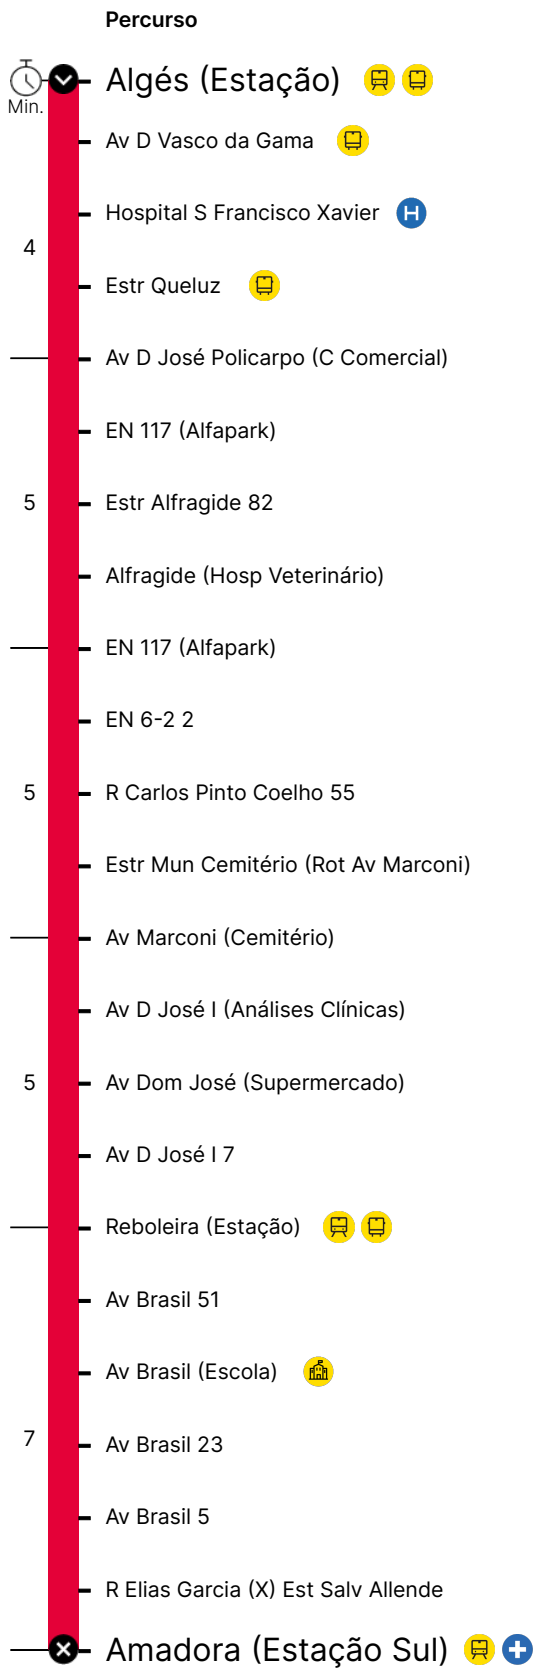 Percurso
Algés (Estação)
Min.
Av D Vasco da Gama
Hospital S Francisco Xavier H
4
Estr Queluz
Av D José Policarpo (C Comercial)
EN 117 (Alfapark)
5 Estr Alfragide 82
Alfragide (Hosp Veterinário)
EN 117 (Alfapark)
EN 6-2 2
5 R Carlos Pinto Coelho 55
Estr Mun Cemitério (Rot Av Marconi)
Av Marconi (Cemitério)
Av D José I (Análises Clínicas)
5 Av Dom José (Supermercado)
Av D José I 7
Reboleira (Estação)
Av Brasil 51
Av Brasil (Escola)
7 Av Brasil 23
Av Brasil 5
R Elias Garcia (X) Est Salv Allende
Amadora (Estação Sul)